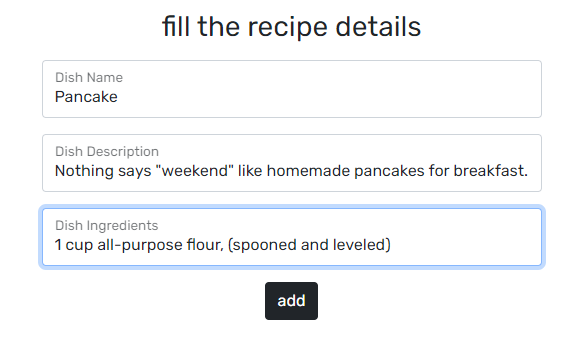 fill the recipe details
Dish Name
Pancake
Dish Description
Nothing says "weekend" like homemade pancakes for breakfast.
Dish Ingredients
1 cup all-purpose flour, (spooned and leveled)
add